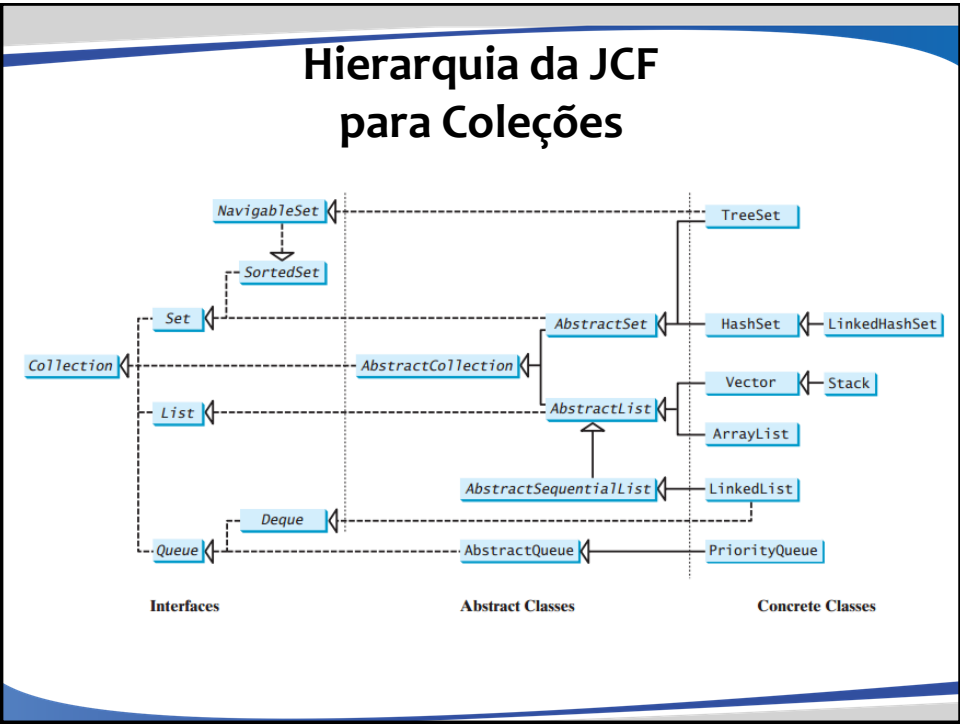 Hierarquia da JCF
para Coleções
NavigableSet
TreeSet
SortedSet
Set
AbstractSet
HashSet
LinkedHashSet
Collection
AbstractCollection
Vector
Stack
List
AbstractList
ArrayList
AbstractSequentialList
LinkedList
Deque
Queue
AbstractQueue
PriorityQueue
Interfaces
Abstract Classes
Concrete Classes